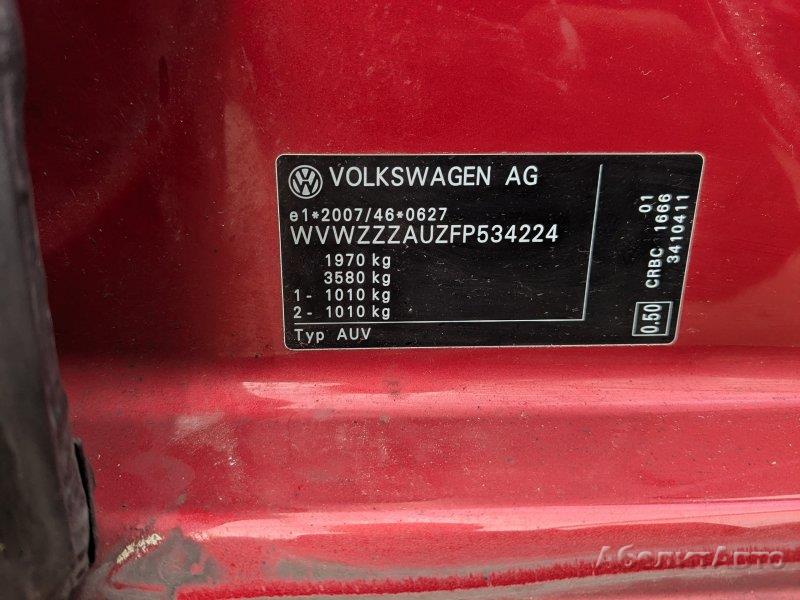 VOLKSWAGEN AG
e1*2007/46*0627
WVWZZZAUZFP534224
1970 kg
3580 kg
1- 1010 kg
2- 1010 kg
Typ AUV
01
CRBC 1666
3410411
0.50
АбелитАвто